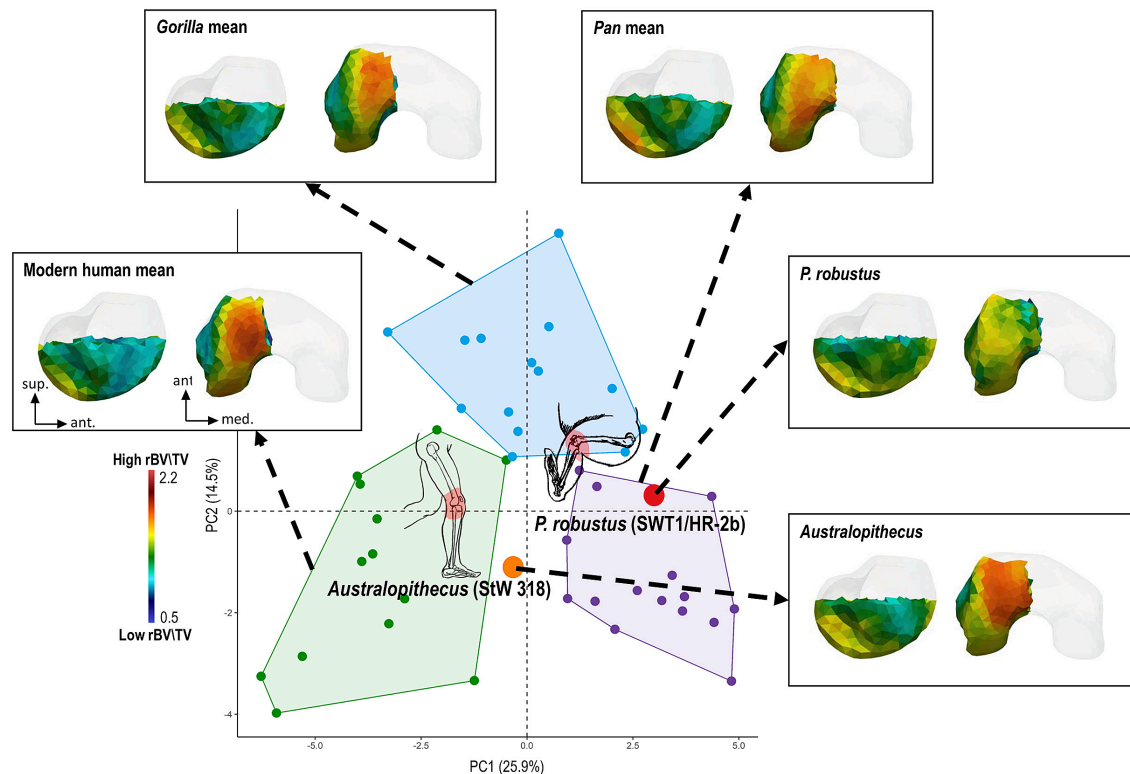 Gorilla mean
Pan mean
Modern human mean
sup.
ant.
ant
med.
P. robustus
High rBV\TV
2.2
0.5
Low rBV\TV
PC2 (14.5%)
0
-2
-4
P. robustus (SWT1/HR-2b)
Australopithecus (StW 318)
Australopithecus
-5.0
-2.5
0.0
2.5
5.0
PC1 (25.9%)